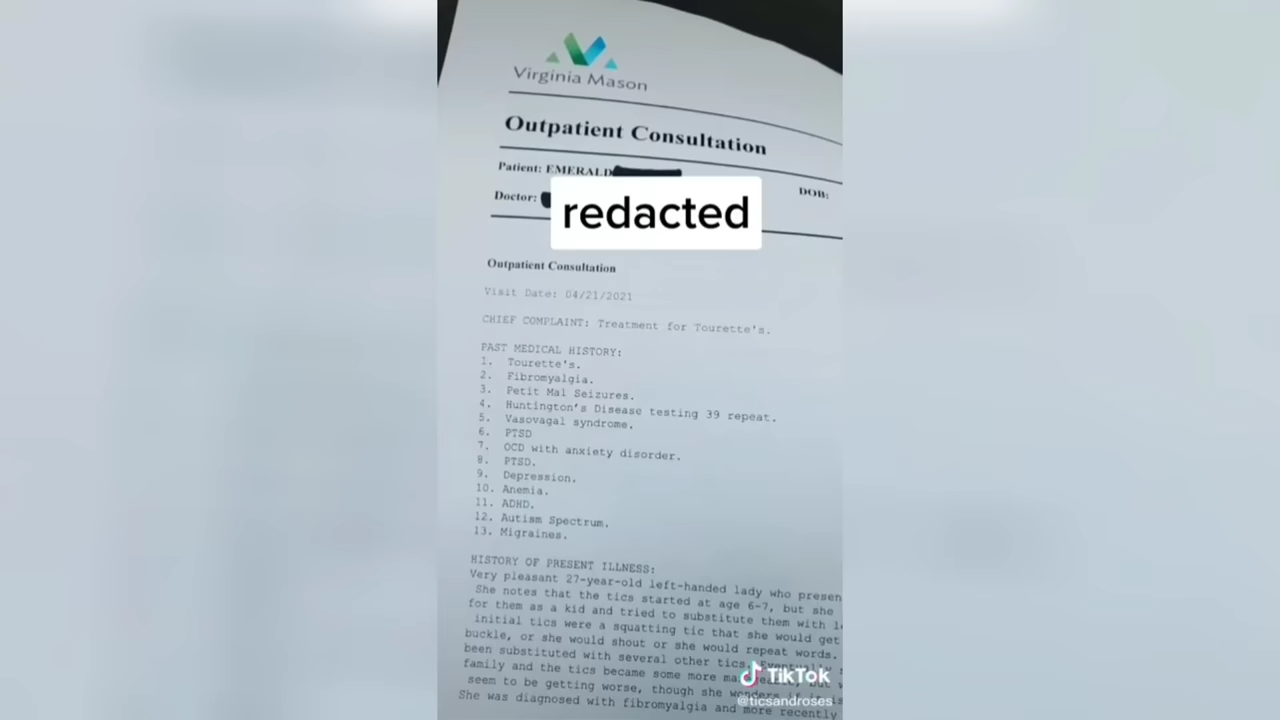 Virginia Mason
Outpatient Consultation
Patient: EMERALD
DOB:
Doctor:
redacted
Outpatient Consultation
Visit Date: 04/21/2021
CHIEF COMPLAINT: Treatment for Tourette's.
PAST MEDICAL HISTORY:
1. Tourette's.
2. Fibromyalgia.
3. Petit Mal Seizures.
4. Huntington's Disease testing 39 repeat.
5. Vasovagal syndrome.
6. PTSD
7. OCD with anxiety disorder.
8. PTSD.
9. Depression.
10. Anemia.
11. ADHD.
12. Autism Spectrum.
13. Migraines.
HISTORY OF PRESENT ILLNESS:
Very pleasant 27-year-old left-handed lady who presen
She notes that the tics started at age 6-7, but she
for them as a kid and tried to substitute them with
initial tics were a squatting tic that she would get
buckle, or she would shout or she would repeat words.
been substituted with several other tics. Eventually
family and the tics became some more but
seem to be getting worse, though she wonders if
She was diagnosed with fibromyalgia and more recently
TikTok
@ticsandroses